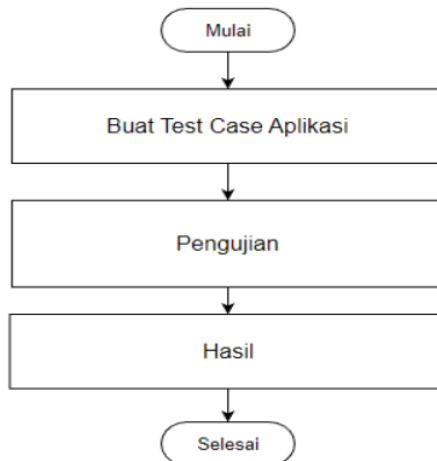 Mulai
Buat Test Case Aplikasi
Pengujian
Hasil
Selesai